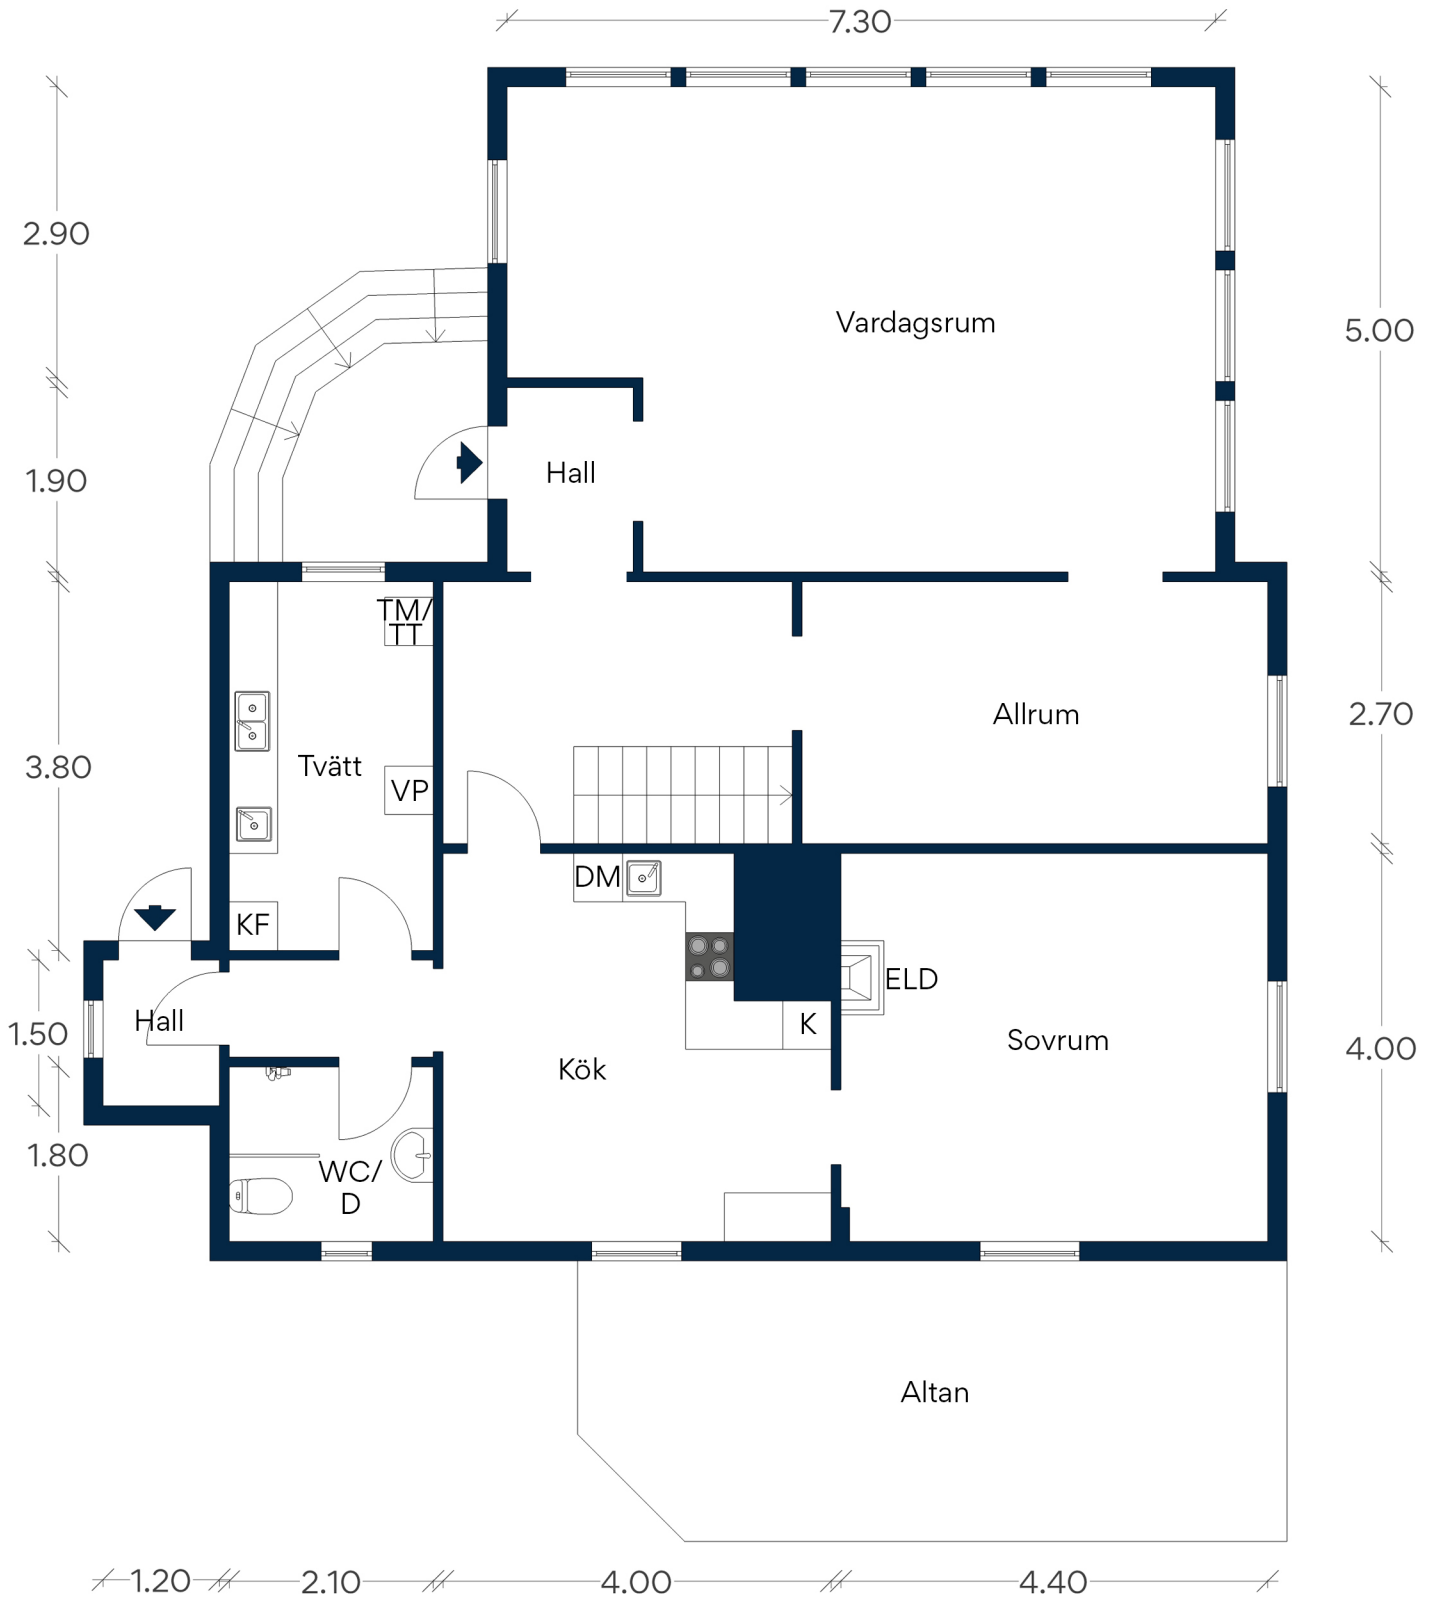 7.30
2.90
Vardagsrum
5.00
1.90
Hall
TM/
TT
3.80
Tvätt
VP
Allrum
2.70
KF
DM
ELD
Hall
K
1.50
Kök
Sovrum
4.00
1.80
WC/
D
Altan
1.20
2.10
4.00
4.40